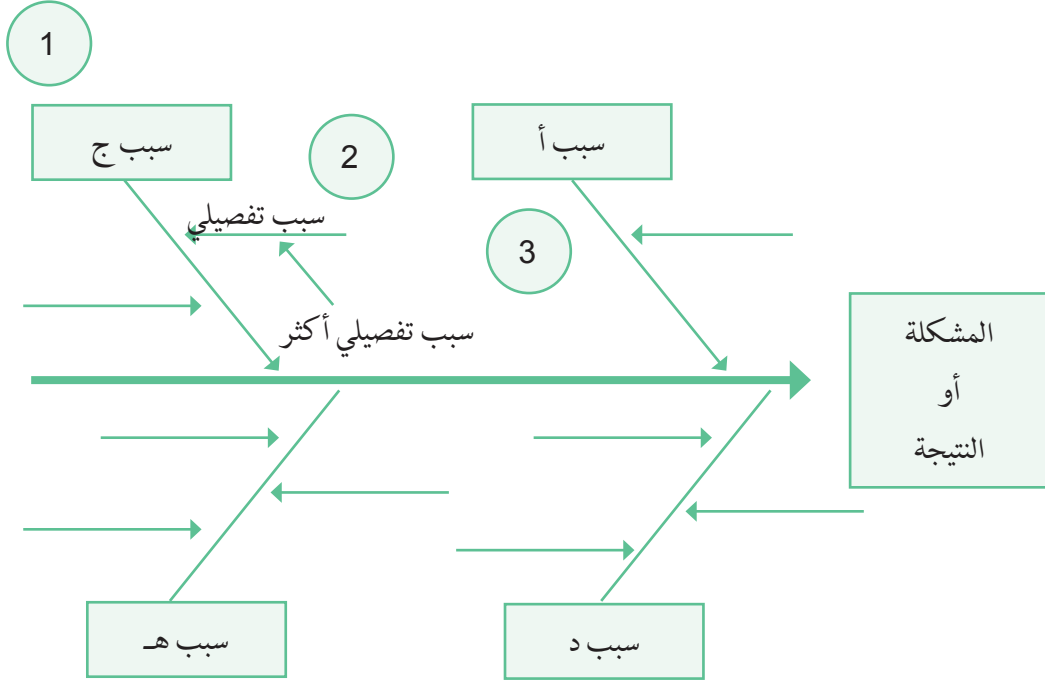 1
سبب أ
سبب ج
2
سبب تفصيلي
3
سبب تفصيلي أكثر
المشكلة
أو
النتيجة
سبب د
سبب هـ